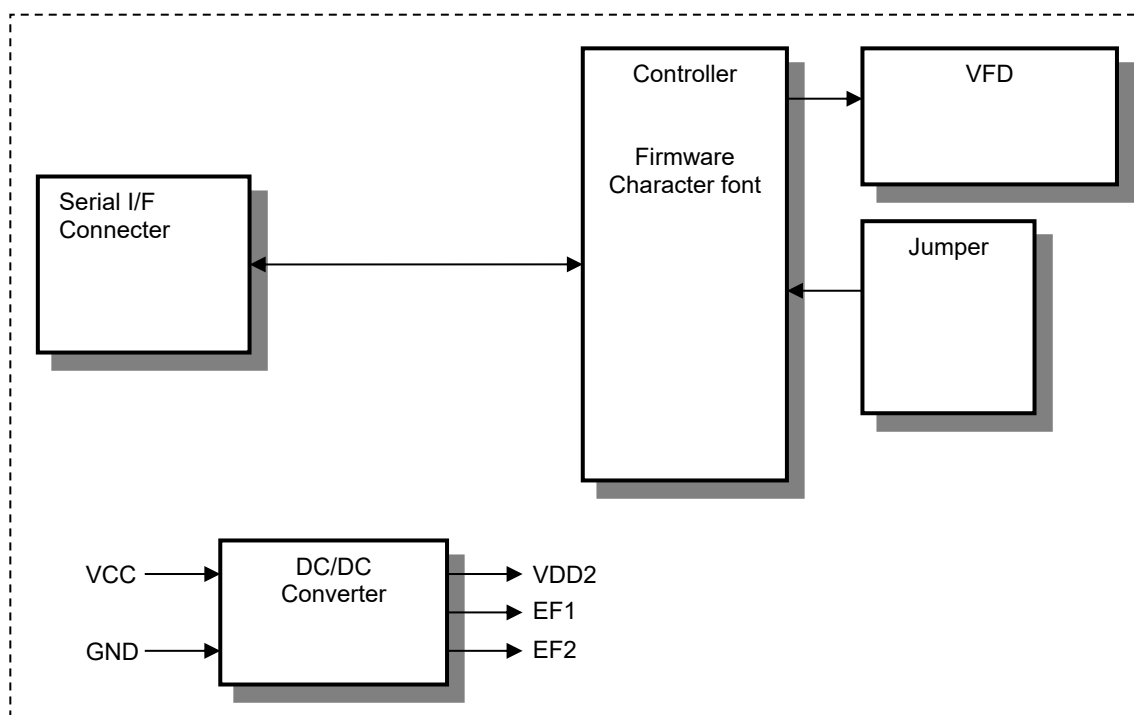 Controller
Firmware
Character font
VFD
Serial I/F
Connecter
Jumper
DC/DC
Converter
VCC
GND
VDD2
EF1
EF2